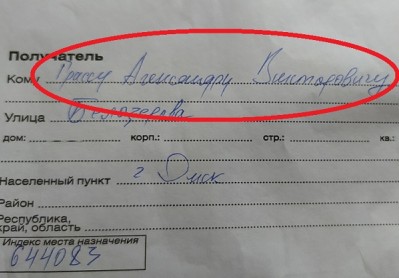 Получатель
Кому Крассу Александру Викторовичу
Улица Белозерова
дом: корп.: стр.: кв.:
Населенный пункт г Омск
Район
Республика,
край, область
Индекс места назначения
644083